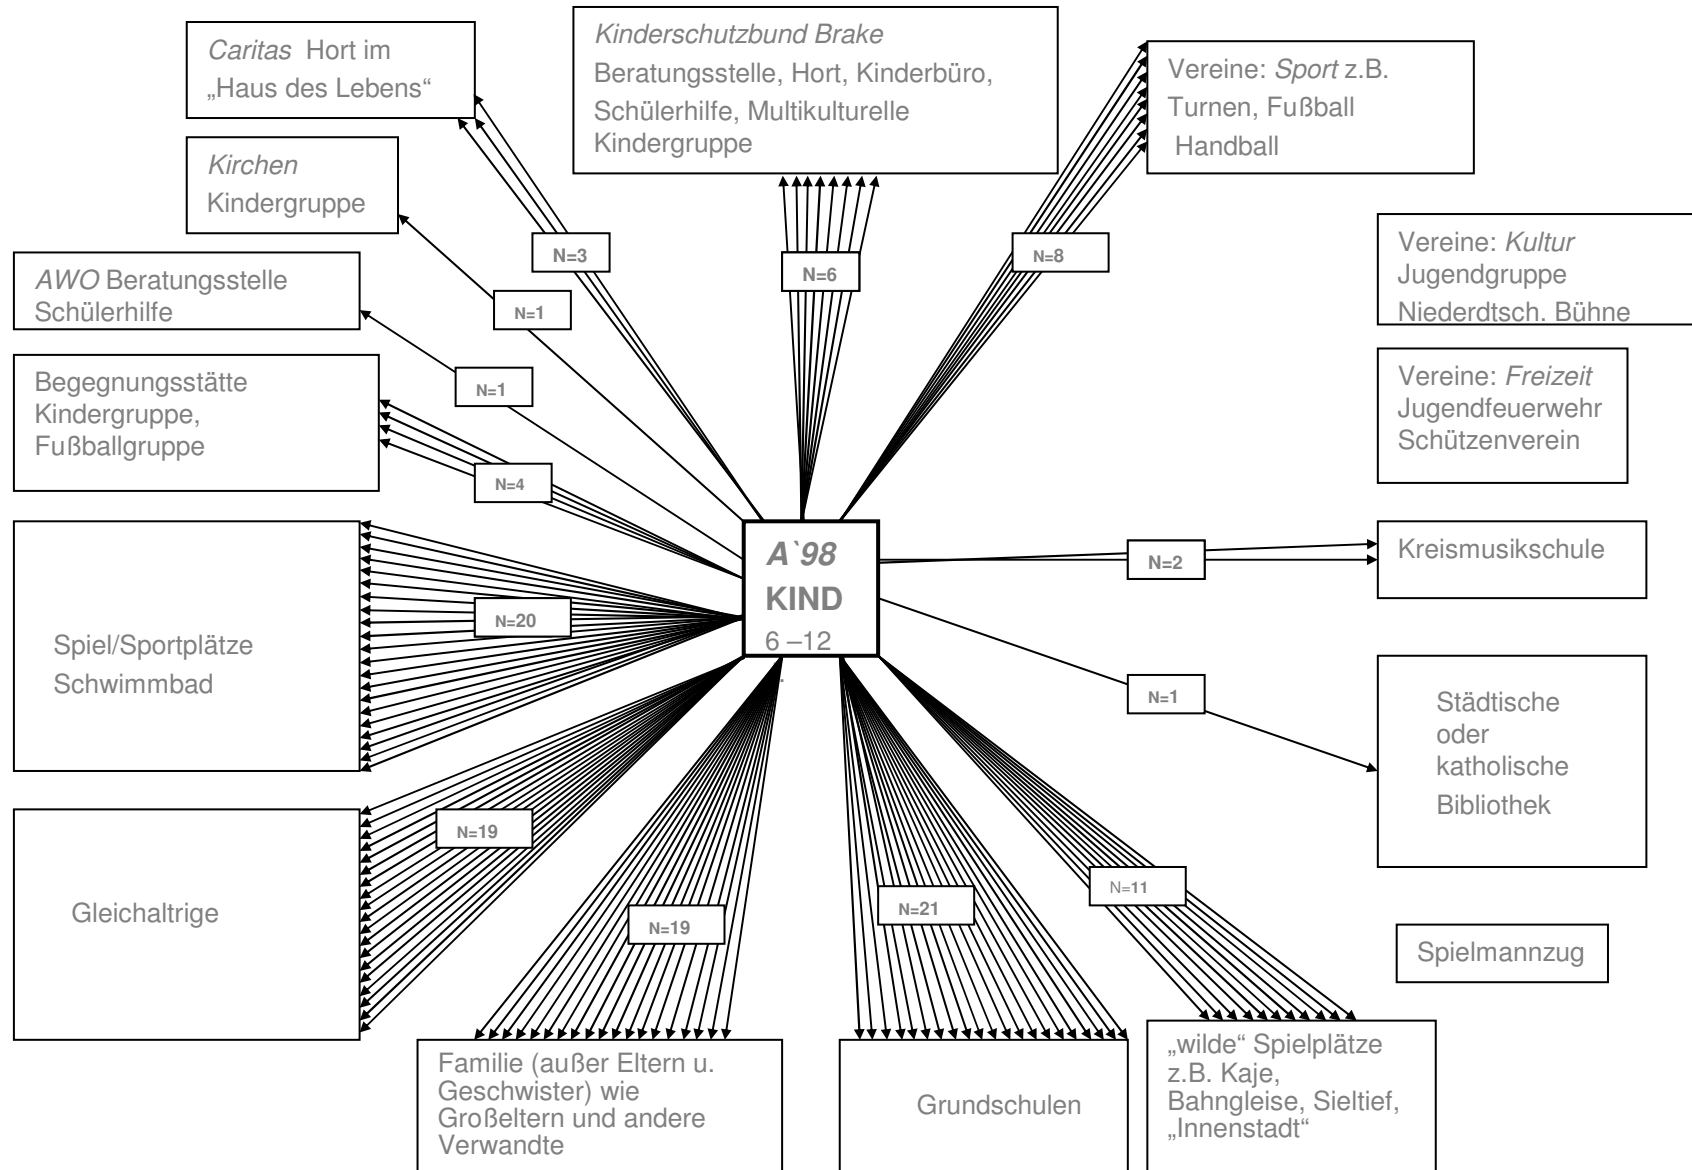 Caritas Hort im
„Haus des Lebens“
Kinderschutzbund Brake
Beratungsstelle, Hort, Kinderbüro,
Schülerhilfe, Multikulturelle
Kindergruppe
Vereine: Sport z.B.
Turnen, Fußball
Handball
Kirchen
Kindergruppe
Vereine: Kultur
Jugendgruppe
Niederdtsch. Bühne
AWO Beratungsstelle
Schülerhilfe
N=3
N=6
N=8
N=1
Vereine: Freizeit
Jugendfeuerwehr
Schützenverein
Begegnungsstätte
Kindergruppe,
Fußballgruppe
N=1
N=4
A`98
KIND
6 –12
.
N=2
Kreismusikschule
Spiel/Sportplätze
Schwimmbad
N=20
N=1
Städtische
oder
katholische
Bibliothek
Gleichaltrige
N=19
N=19
N=21
N=11
Spielmannzug
Familie (außer Eltern u.
Geschwister) wie
Großeltern und andere
Verwandte
Grundschulen
„wilde“ Spielplätze
z.B. Kaje,
Bahngleise, Sieltief,
„Innenstadt“